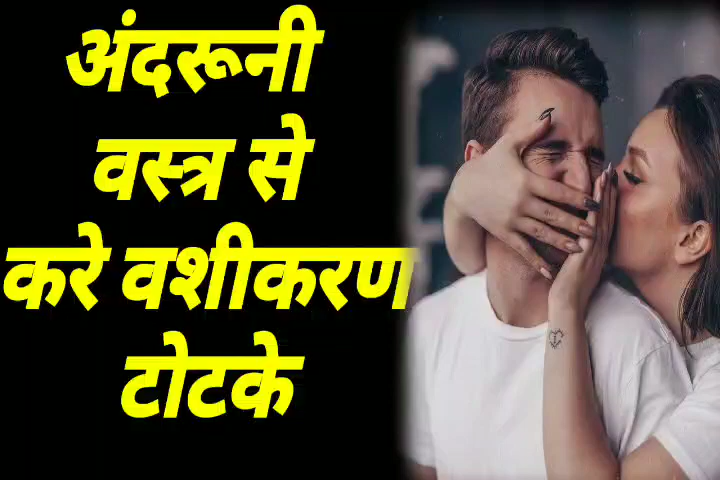 अंदरूनी
वस्त्र से
करे वशीकरण
टोटके